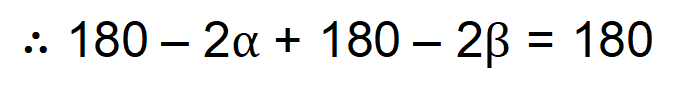 ∴ 180 – 2α + 180 – 2β = 180